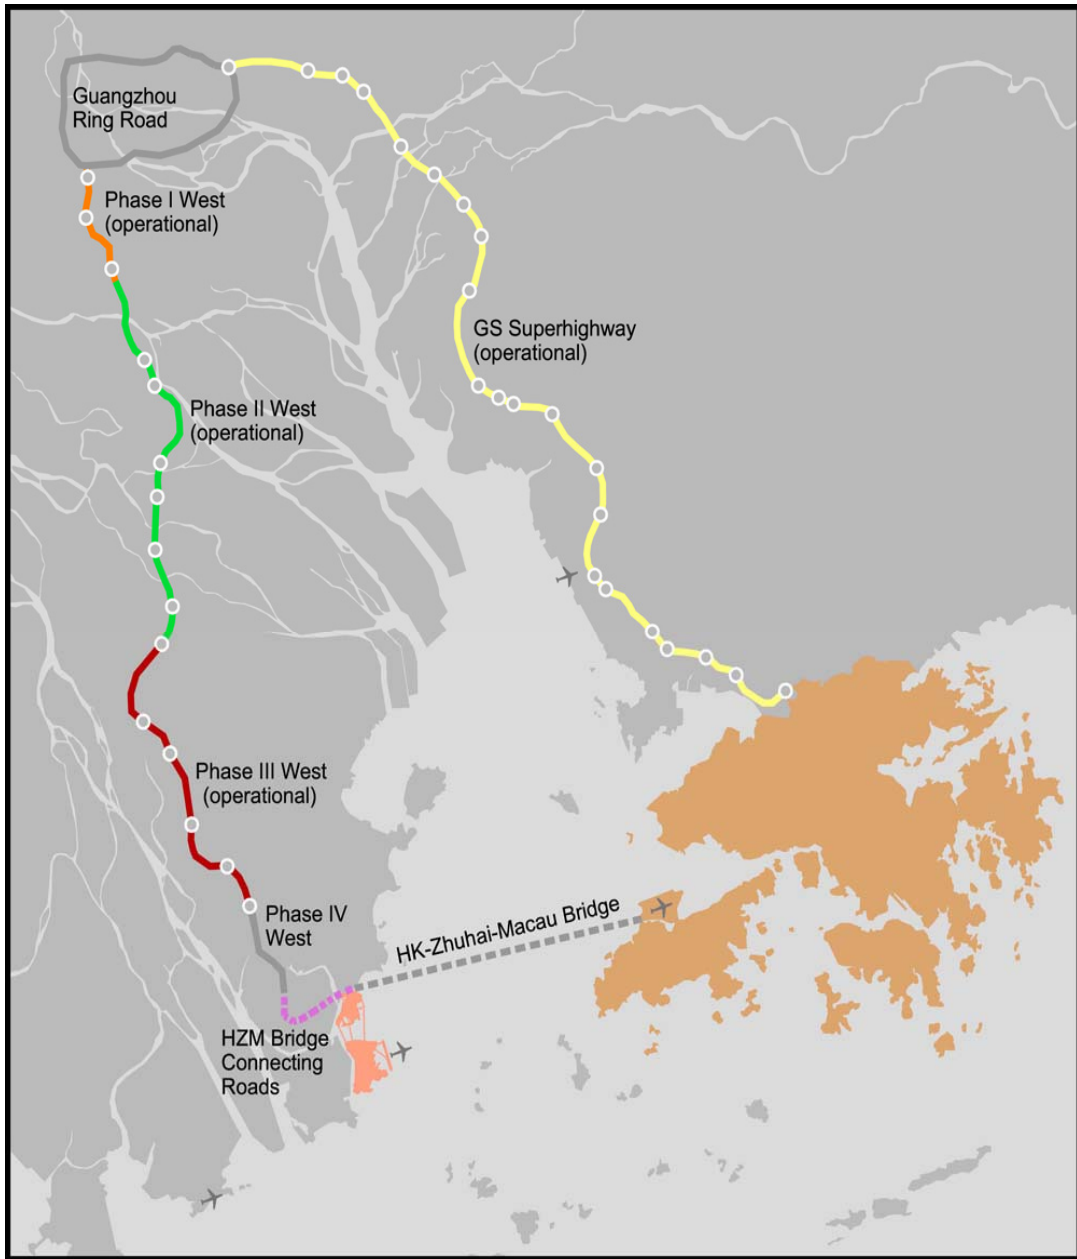 Guangzhou
Ring Road
Phase I West
(operational)
GS Superhighway
(operational)
Phase II West
(operational)
Phase III West
(operational)
Phase IV
West
HK-Zhuhai-Macau Bridge
HZM Bridge
Connecting
Roads